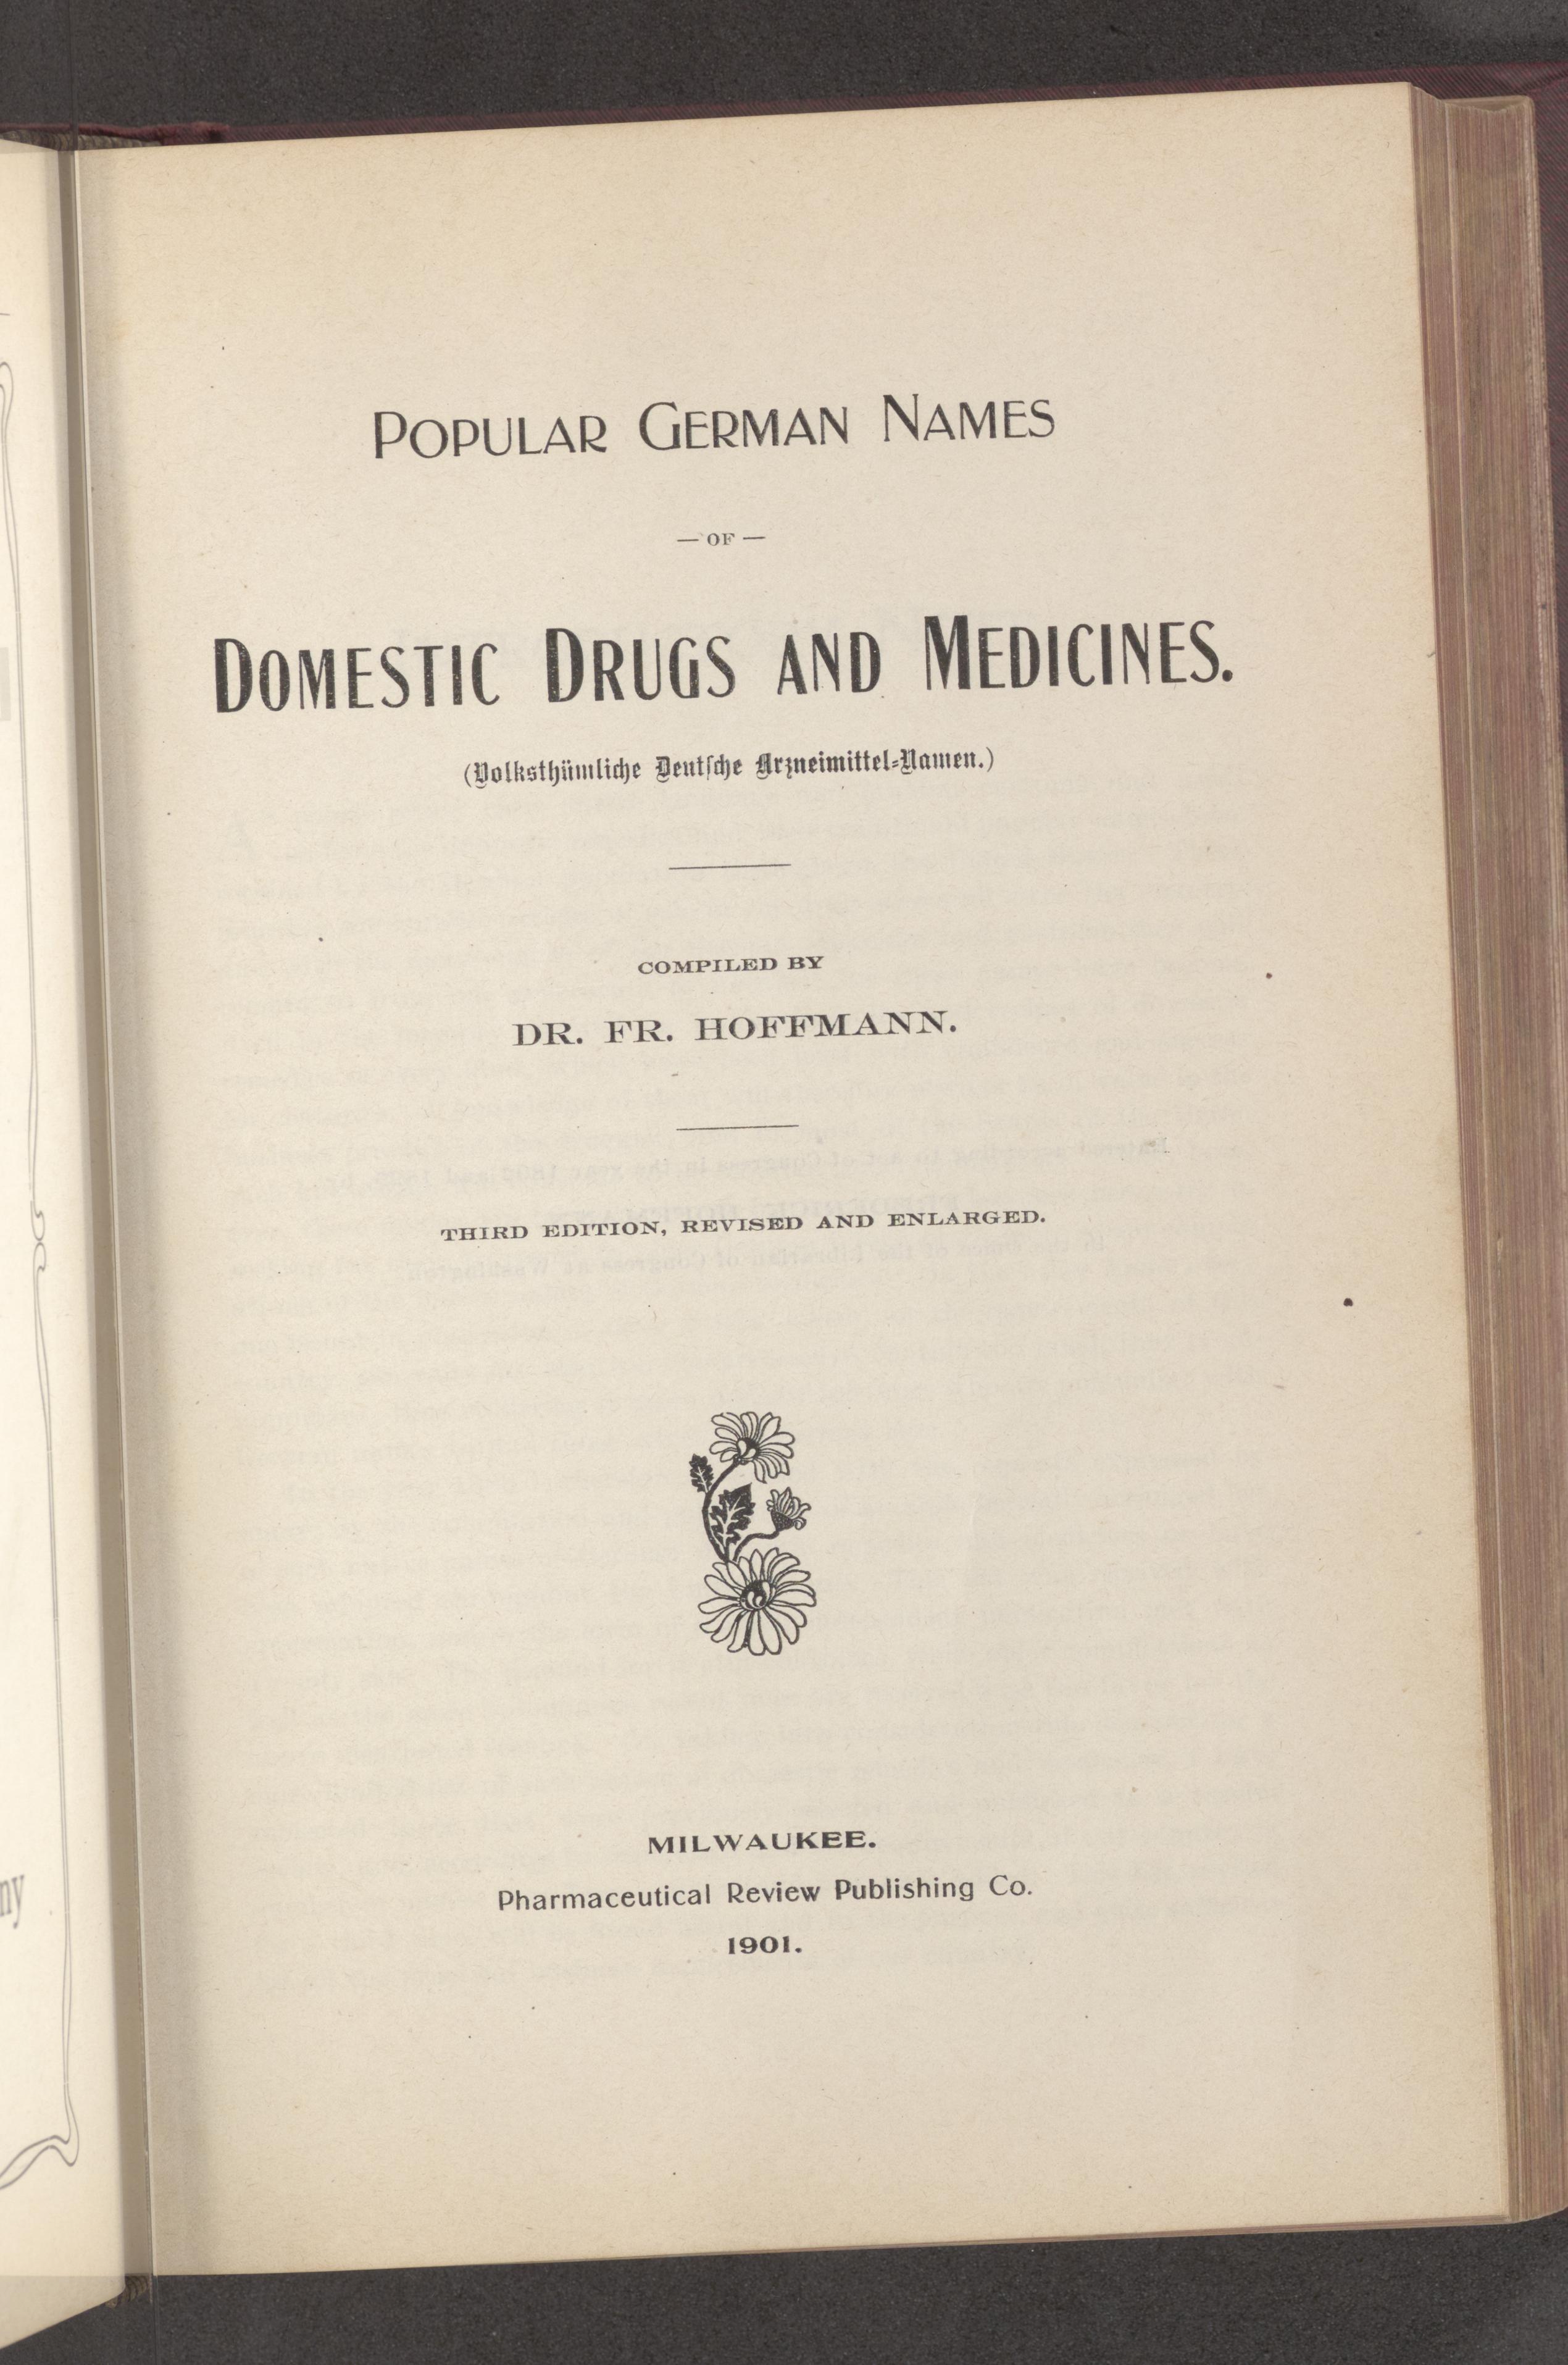 POPULAR GERMAN NAMES
— OF —
DOMESTIC DRUGS AND MEDICINES.
(Volksthümliche Deutsche Arzneimittel=Namen.)
COMPILED BY
DR. FR. HOFFMANN.
THIRD EDITION, REVISED AND ENLARGED.
MILWAUKEE.
Pharmaceutical Review Publishing Co.
1901.
ny